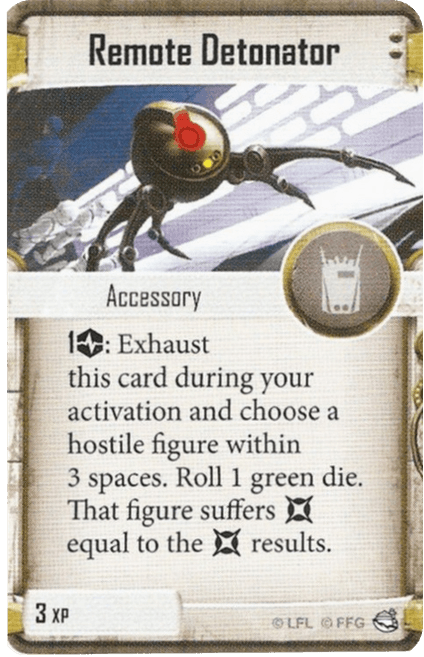 Remote Detonator
Accessory
1: Exhaust
this card during your
activation and choose a
hostile figure within
3 spaces. Roll 1 green die.
That figure suffers
equal to the results.
3 XP
© LFL © FFG